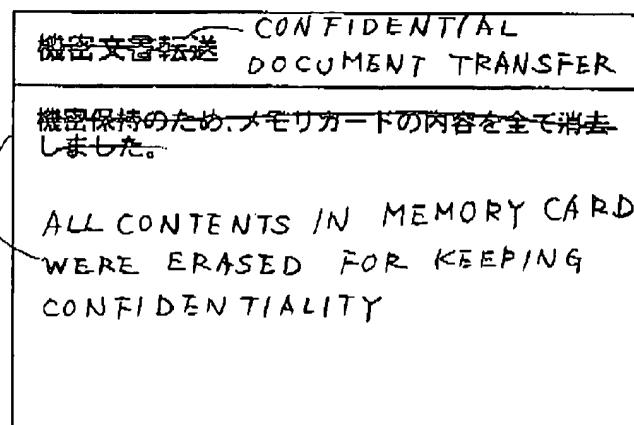 機密文書転送
CONFIDENTIAL
DOCUMENT TRANSFER
機密保持のため、メモリカードの内容を全て消去
しました。
ALL CONTENTS IN MEMORY CARD
WERE ERASED FOR KEEPING
CONFIDENTIALITY